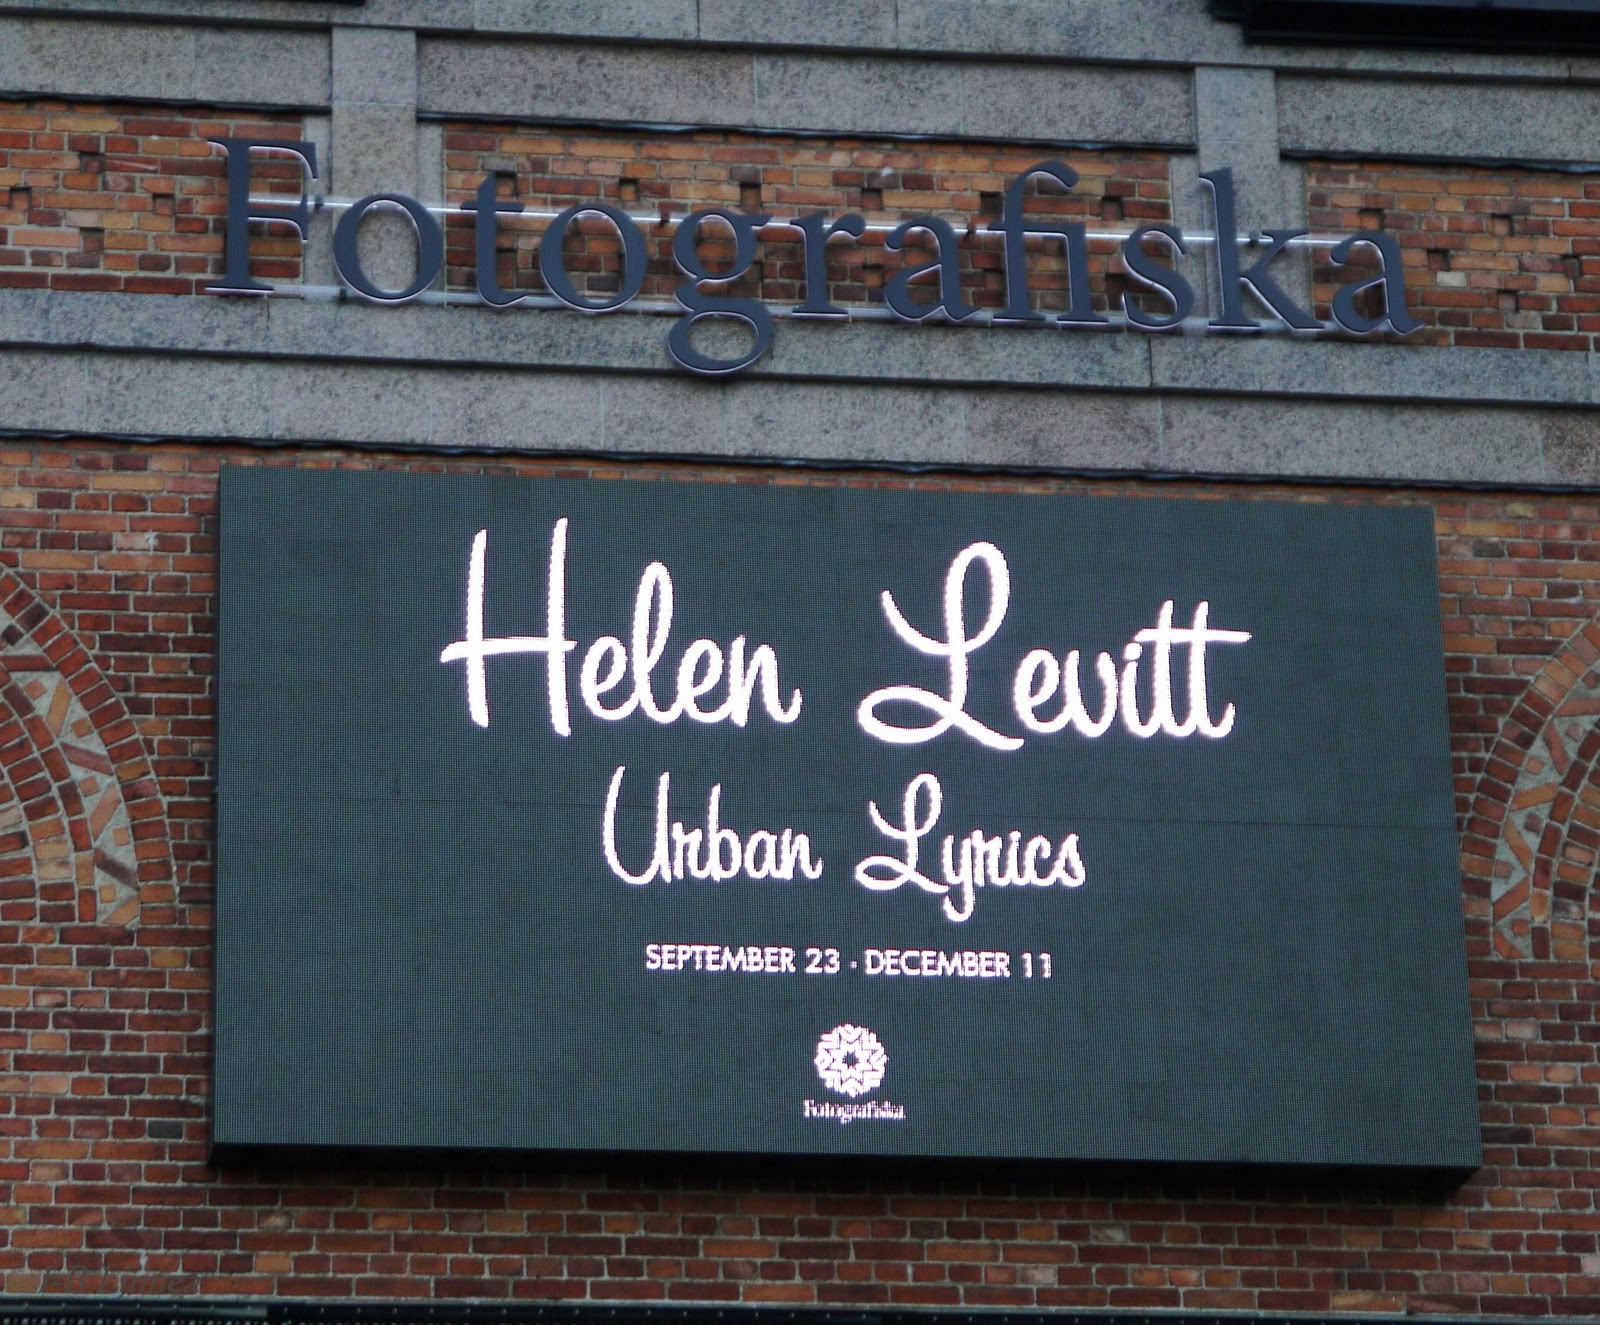 Fotografiska
Helen Levitt
Urban Lyrics
SEPTEMBER 23 - DECEMBER 11
Fotografiska